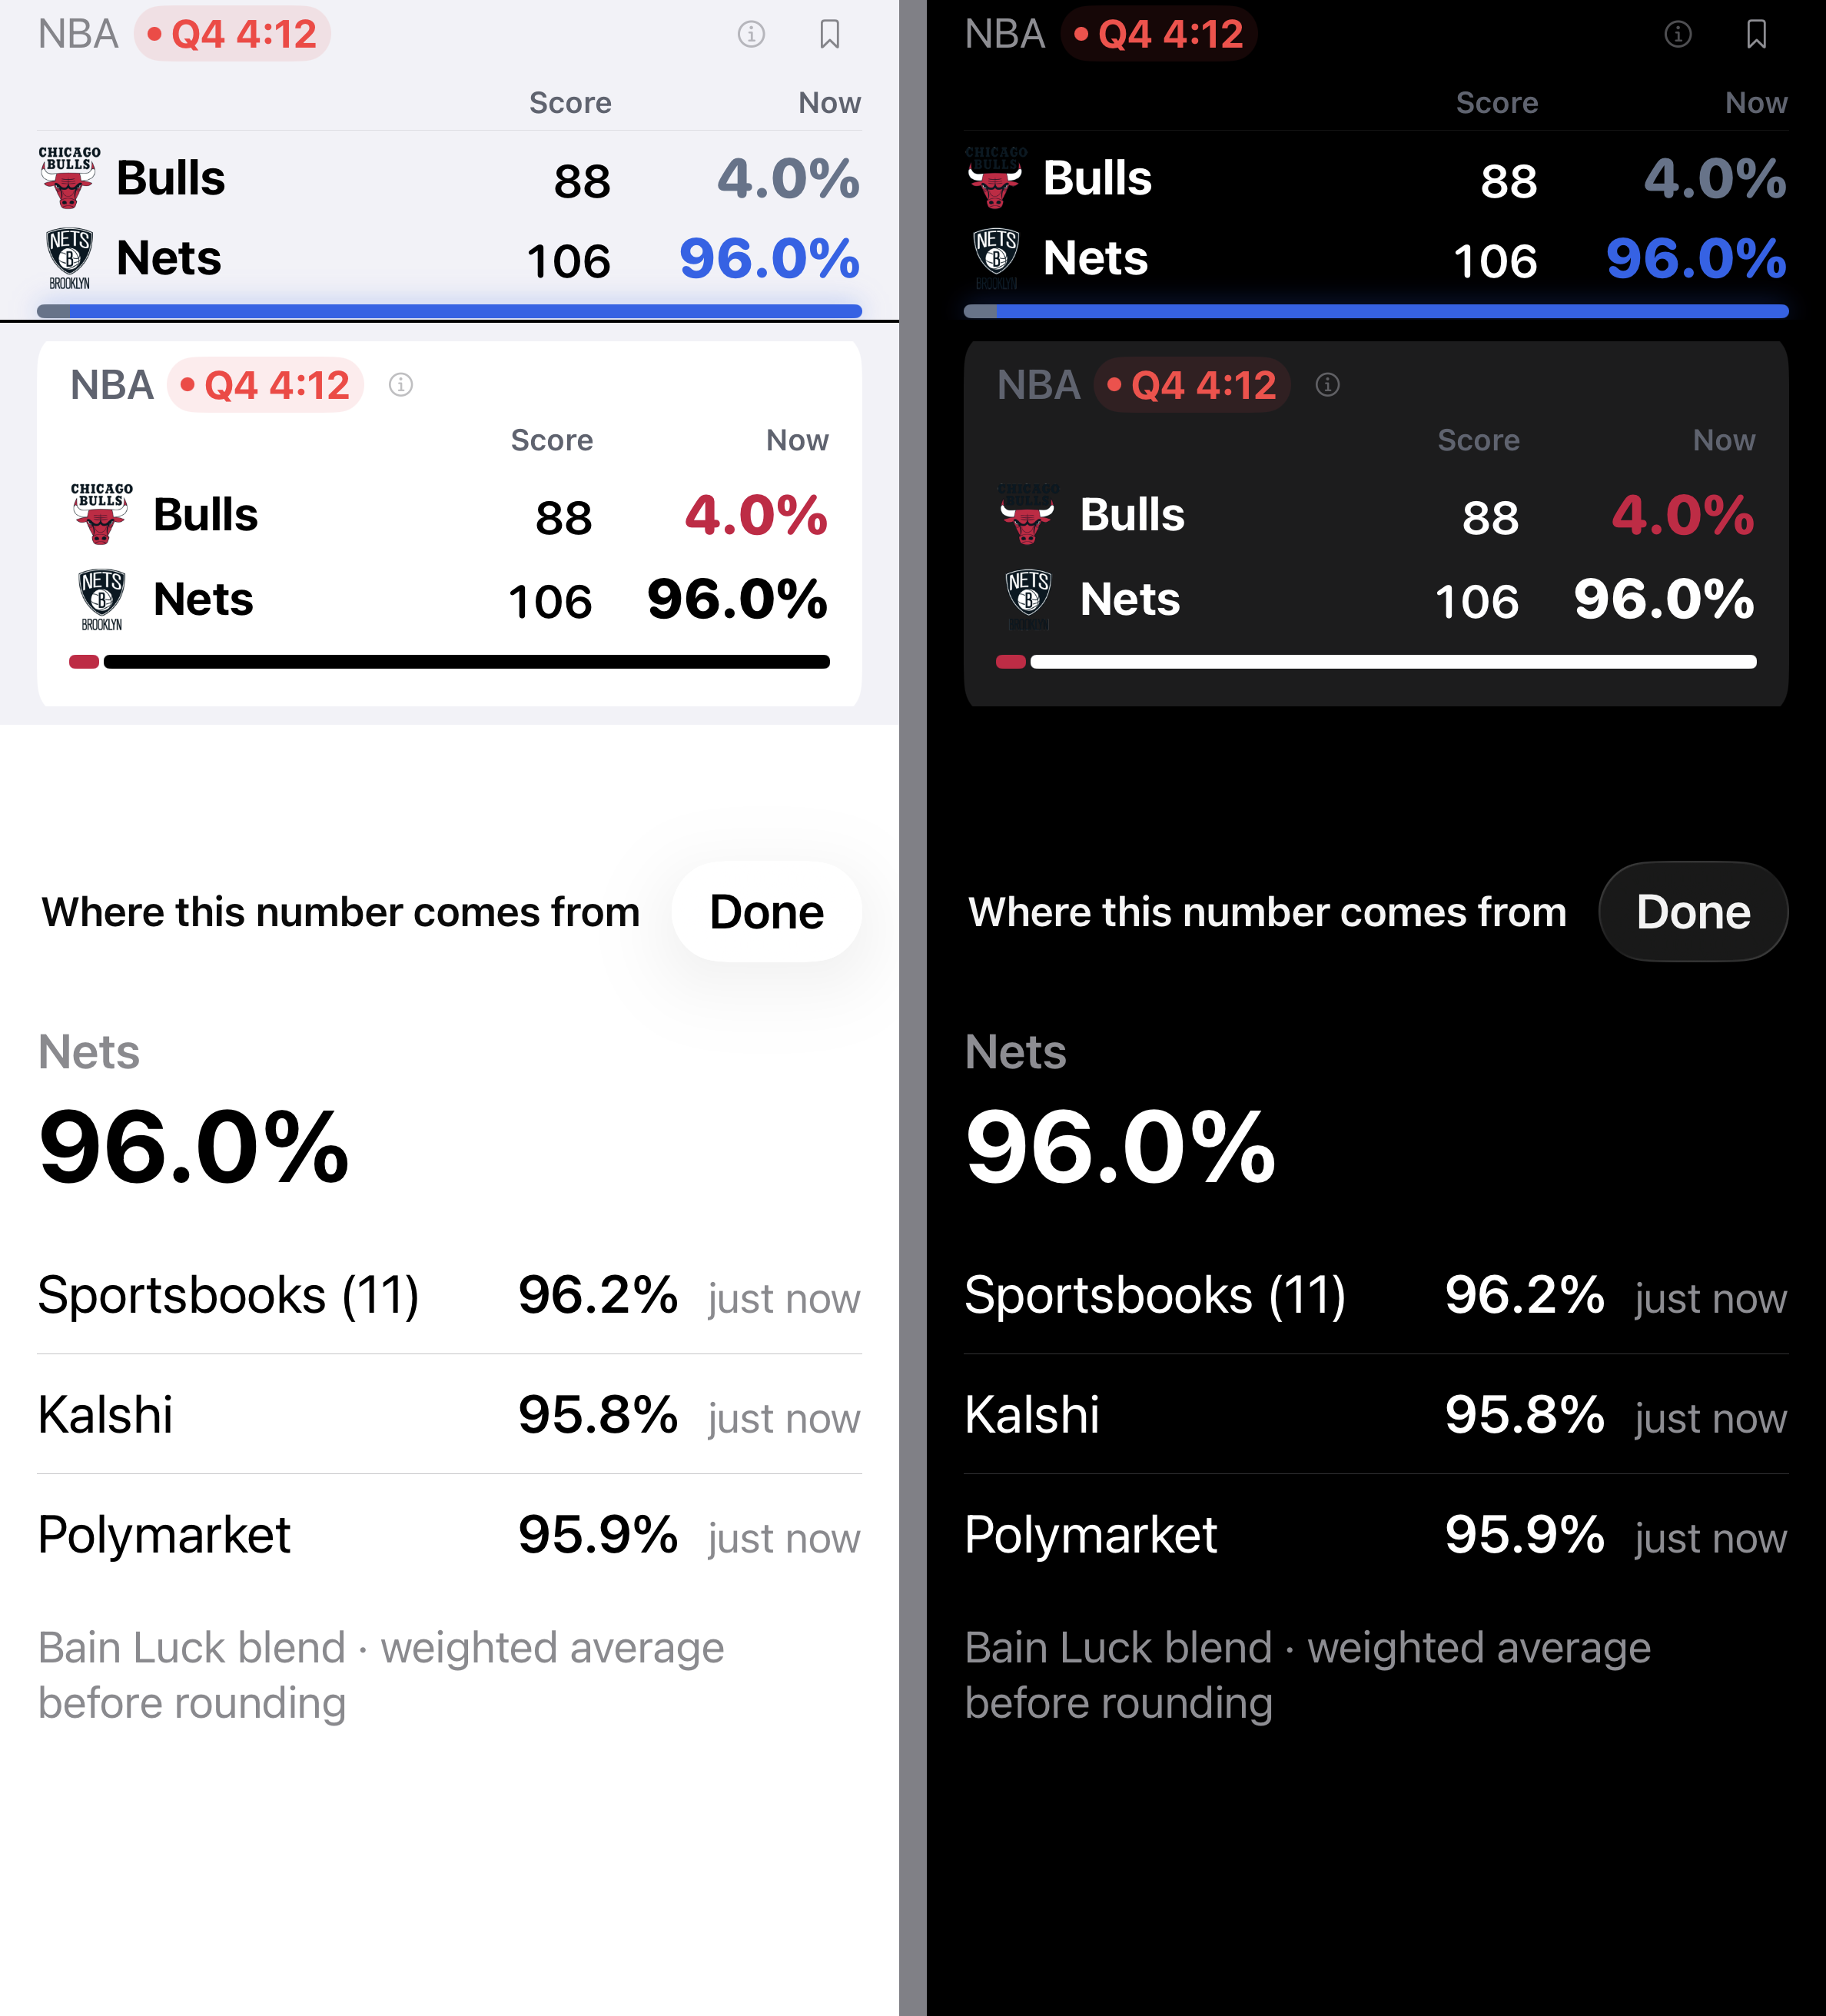 NBA • Q4 4:12
Score Now
CHICAGO
BULLS
Bulls 88 4.0%
NETS
B
BROOKLYN
Nets 106 96.0%
NBA • Q4 4:12
Score Now
CHICAGO
BULLS
Bulls 88 4.0%
NETS
B
BROOKLYN
Nets 106 96.0%
Where this number comes from Done
Nets
96.0%
Sportsbooks (11) 96.2% just now
Kalshi 95.8% just now
Polymarket 95.9% just now
Bain Luck blend · weighted average
before rounding
NBA • Q4 4:12
Score Now
CHICAGO
BULLS
Bulls 88 4.0%
NETS
B
BROOKLYN
Nets 106 96.0%
NBA • Q4 4:12
Score Now
CHICAGO
BULLS
Bulls 88 4.0%
NETS
B
BROOKLYN
Nets 106 96.0%
Where this number comes from Done
Nets
96.0%
Sportsbooks (11) 96.2% just now
Kalshi 95.8% just now
Polymarket 95.9% just now
Bain Luck blend · weighted average
before rounding